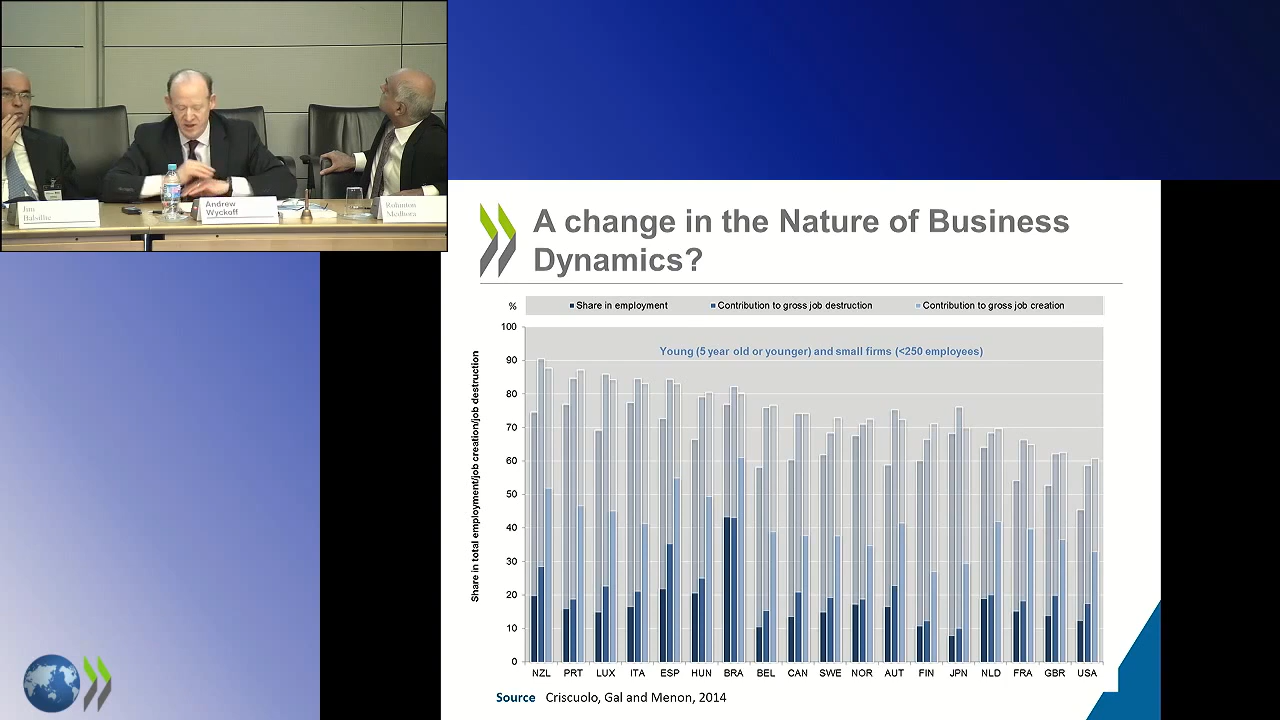 Jim
Balsillie
Andrew
Wyckoff
Rohinton
Medhora
A change in the Nature of Business
Dynamics?
%
Share in employment
Contribution to gross job destruction
Contribution to gross job creation
Young (5 year old or younger) and small firms (<250 employees)
Share in total employment/job creation/job destruction
100
90
80
70
60
50
40
30
20
10
0
NZL PRT LUX ITA ESP HUN BRA BEL CAN SWE NOR AUT FIN JPN NLD FRA GBR USA
Source Criscuolo, Gal and Menon, 2014